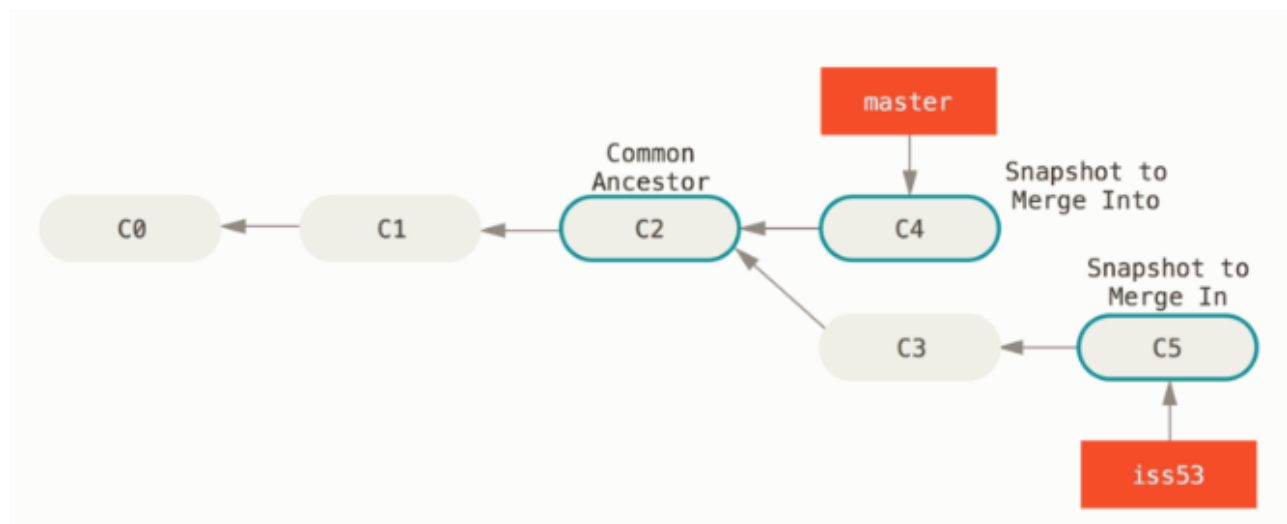 master
Common
Ancestor
Snapshot to
Merge Into
C0
C1
C2
C4
Snapshot to
Merge In
C3
C5
iss53